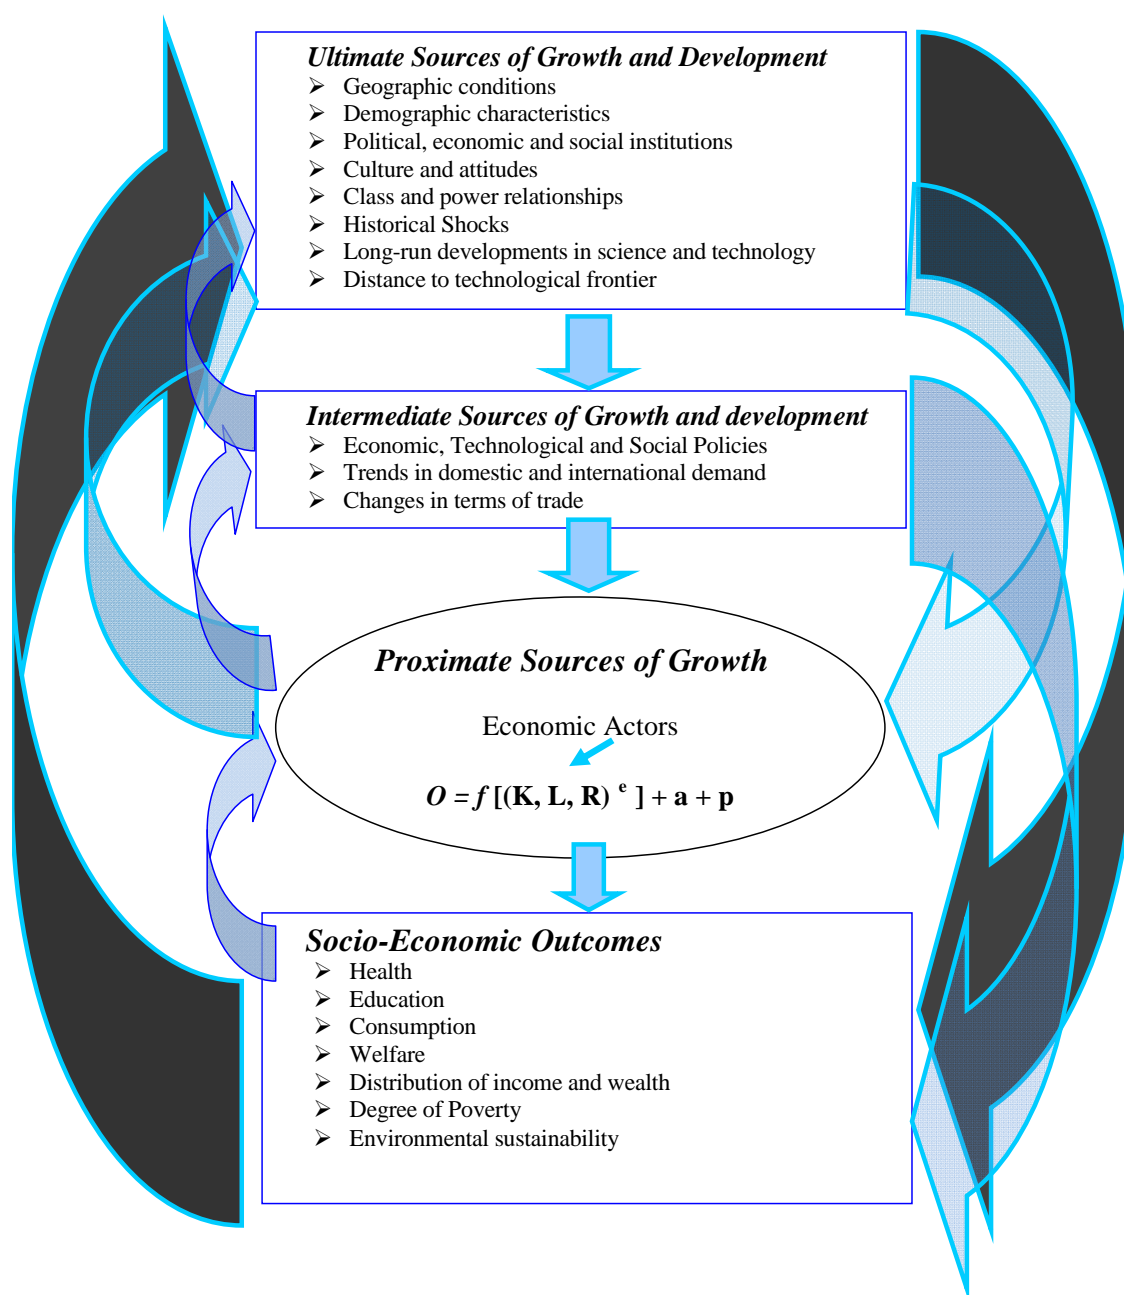 Ultimate Sources of Growth and Development
➢ Geographic conditions
➢ Demographic characteristics
➢ Political, economic and social institutions
➢ Culture and attitudes
➢ Class and power relationships
➢ Historical Shocks
➢ Long-run developments in science and technology
➢ Distance to technological frontier
Intermediate Sources of Growth and development
➢ Economic, Technological and Social Policies
➢ Trends in domestic and international demand
➢ Changes in terms of trade
Proximate Sources of Growth
Economic Actors
O = f [(K, L, R) e ] + a + p
Socio-Economic Outcomes
➢ Health
➢ Education
➢ Consumption
➢ Welfare
➢ Distribution of income and wealth
➢ Degree of Poverty
➢ Environmental sustainability